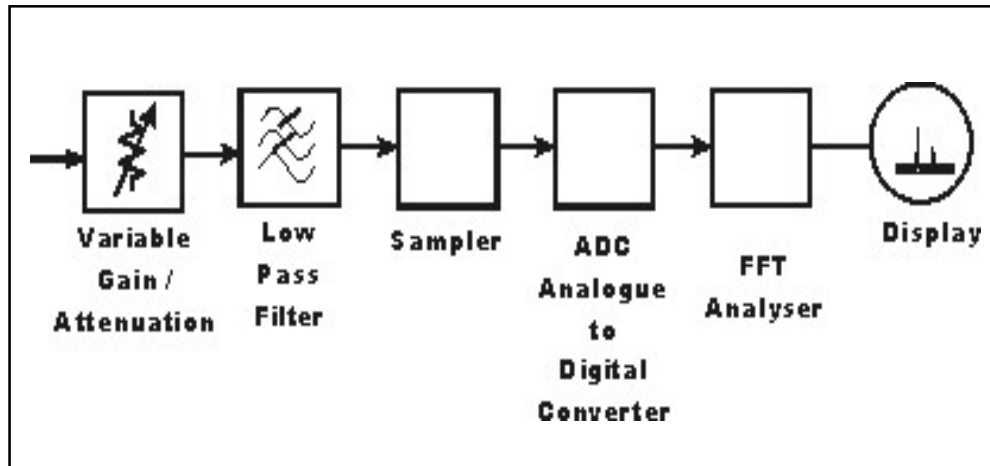 Variable
Gain /
Attenuation
Low
Pass
Filter
Sampler
ADC
Analogue
to
Digital
Converter
FFT
Analyser
Display